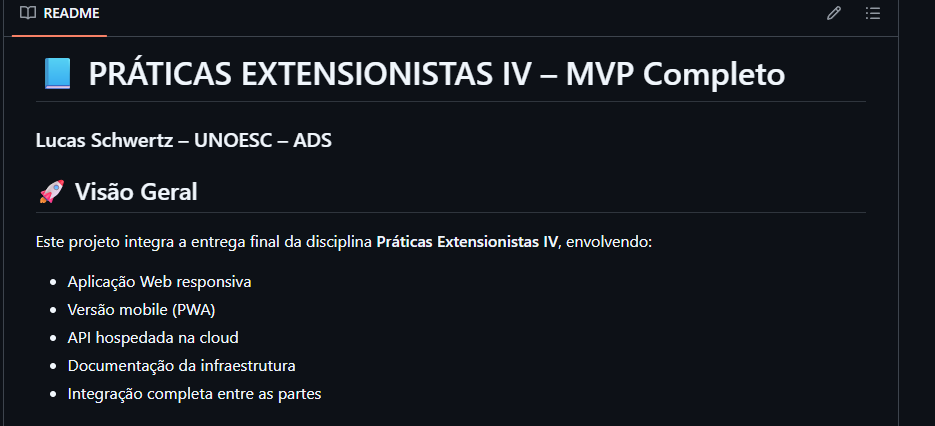 README
📘 PRÁTICAS EXTENSIONISTAS IV – MVP Completo
Lucas Schwertz – UNOESC – ADS
🚀 Visão Geral
Este projeto integra a entrega final da disciplina Práticas Extensionistas IV, envolvendo:
• Aplicação Web responsiva
• Versão mobile (PWA)
• API hospedada na cloud
• Documentação da infraestrutura
• Integração completa entre as partes